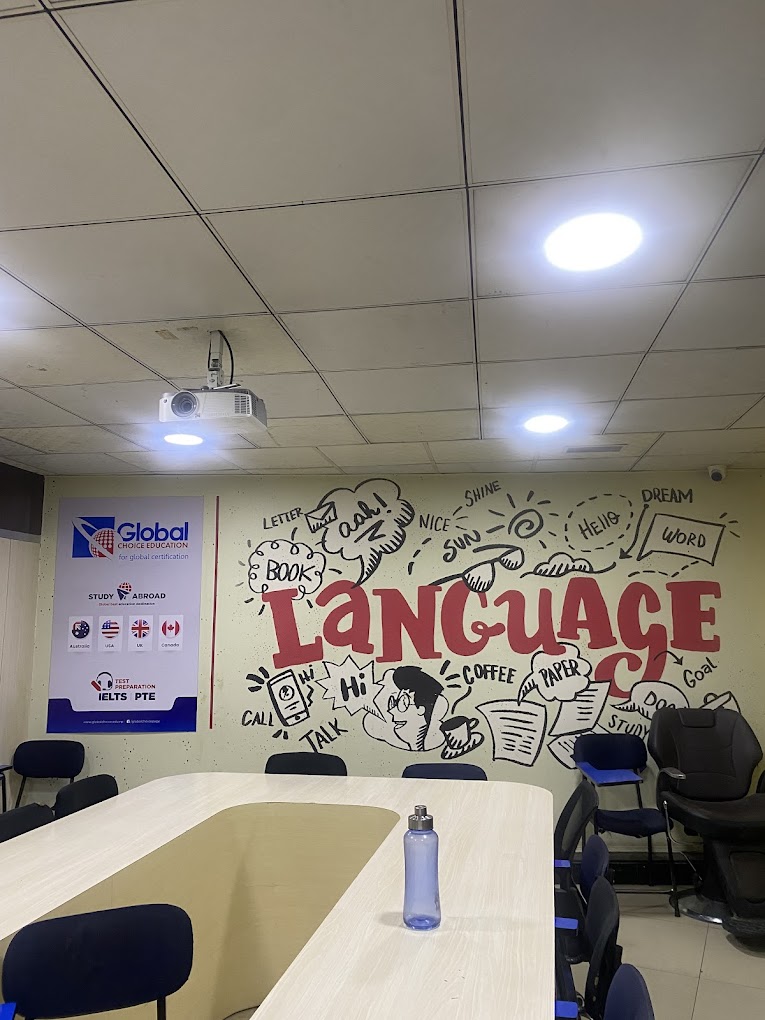 Global
CHOICE EDUCATION
for global certification
STUDY ABROAD
Australia
USA
UK
Canada
TEST
PREPARATION
IELTS PTE
LETTER
aah!
NICE
SHINE
SUN
HELLO
DREAM
WORD
BOOK
LANGUAGE
CALL
Hi
Hi
TALK
COFFEE
PAPER
Goal
STUDY